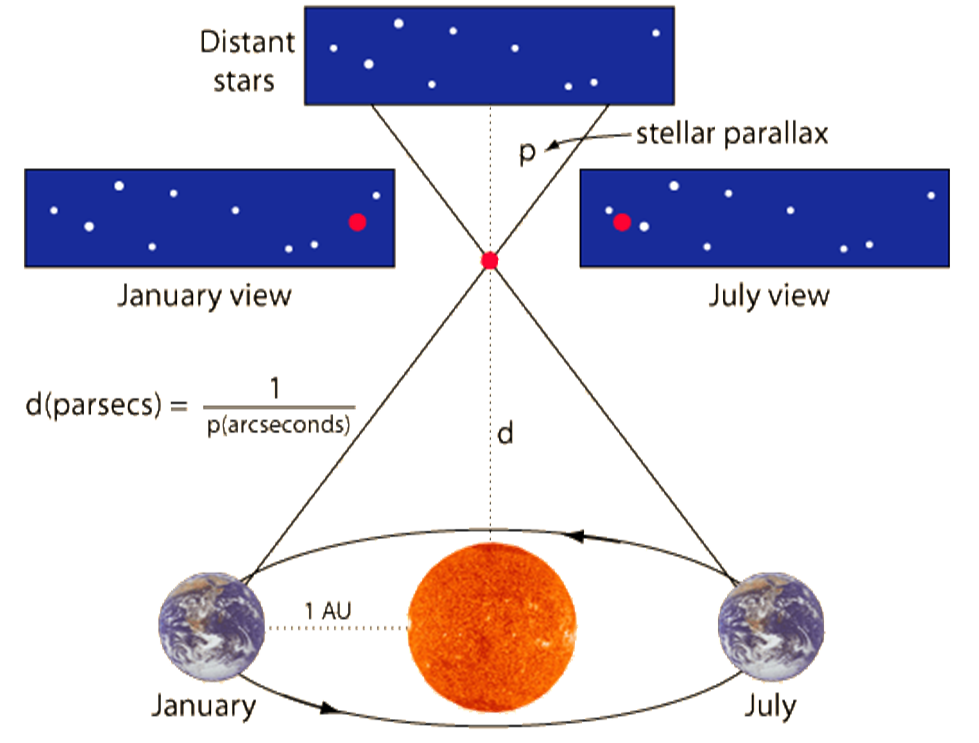 Distant
stars
p
stellar parallax
January view
July view
d(parsecs) = 1
p(arcseconds)
d
1 AU
January
July